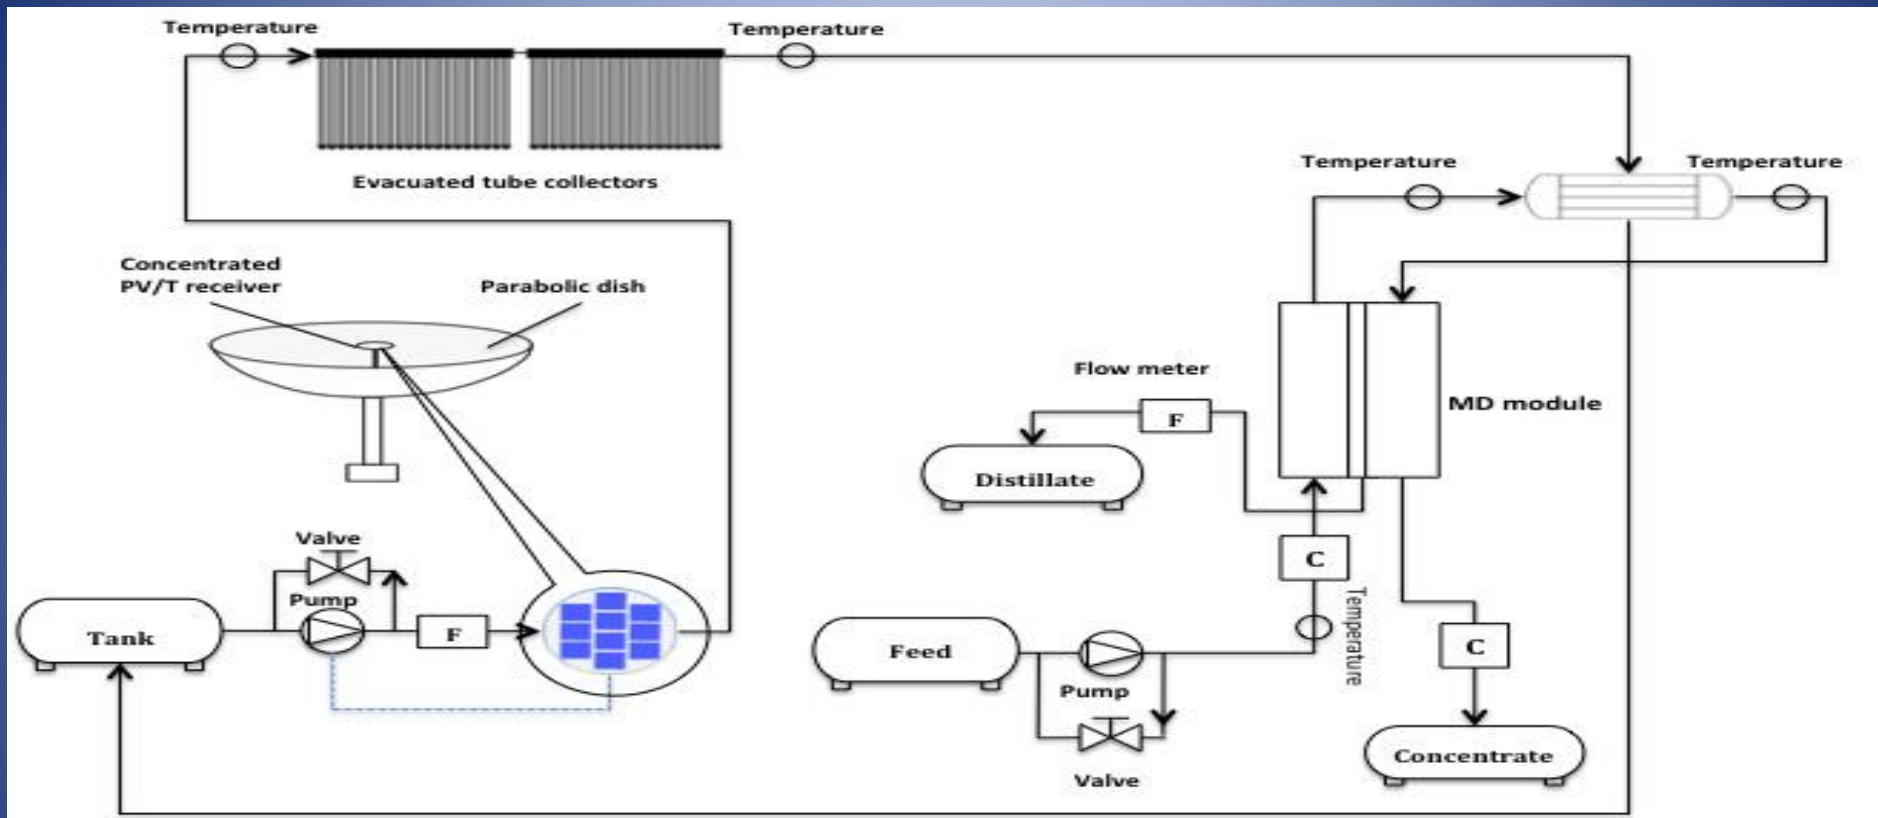 Temperature
Temperature
Evacuated tube collectors
Temperature
Temperature
Concentrated
PV/T receiver
Parabolic dish
Flow meter
F
MD module
Distillate
Valve
Pump
Tank
F
C
Temperature
Feed
Pump
Valve
C
Concentrate